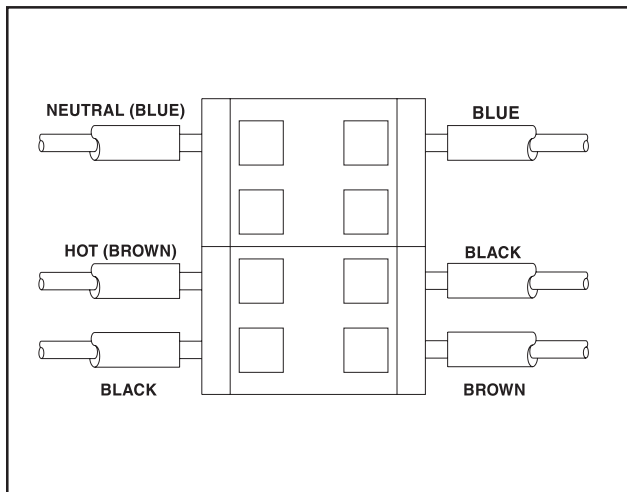 NEUTRAL (BLUE)
BLUE
HOT (BROWN)
BLACK
BLACK
BROWN